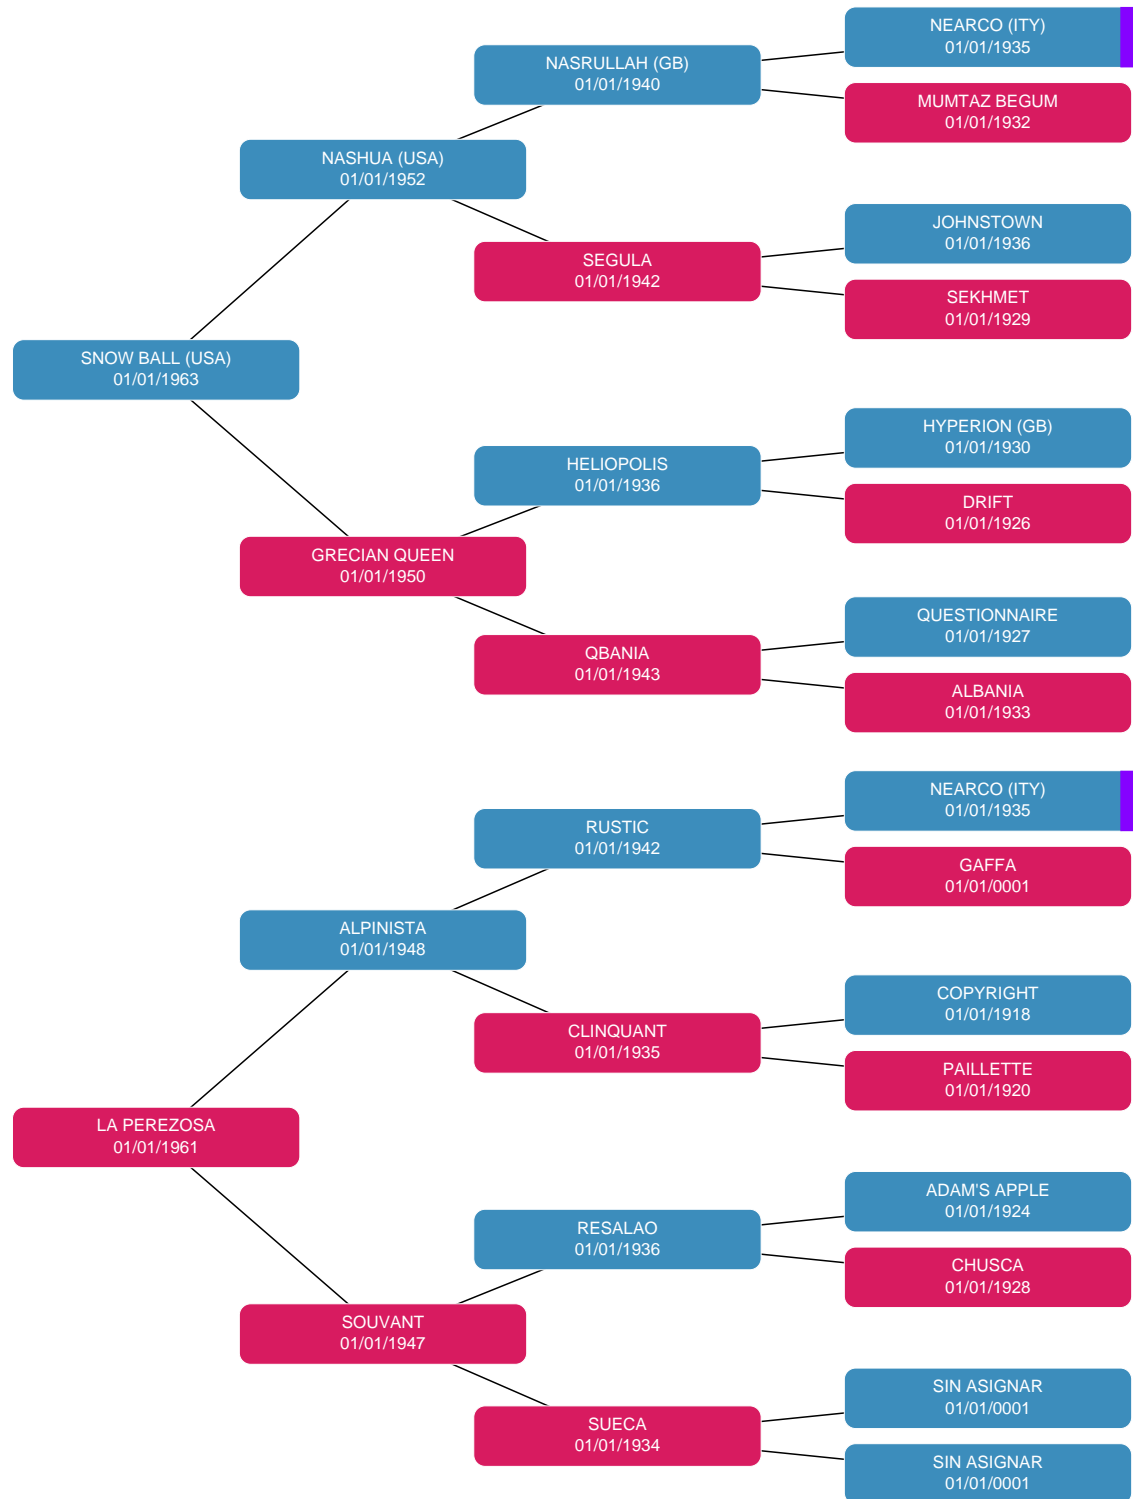 NEARCO (ITY)
01/01/1935
NASRULLAH (GB)
01/01/1940
MUMTAZ BEGUM
01/01/1932
NASHUA (USA)
01/01/1952
JOHNSTOWN
01/01/1936
SEGULA
01/01/1942
SEKHMET
01/01/1929
SNOW BALL (USA)
01/01/1963
HYPERION (GB)
01/01/1930
HELIOPOLIS
01/01/1936
DRIFT
01/01/1926
GRECIAN QUEEN
01/01/1950
QUESTIONNAIRE
01/01/1927
QBANIA
01/01/1943
ALBANIA
01/01/1933
NEARCO (ITY)
01/01/1935
RUSTIC
01/01/1942
GAFFA
01/01/0001
ALPINISTA
01/01/1948
COPYRIGHT
01/01/1918
CLINQUANT
01/01/1935
PAILLETTE
01/01/1920
LA PEREZOSA
01/01/1961
ADAM'S APPLE
01/01/1924
RESALAO
01/01/1936
CHUSCA
01/01/1928
SOUVANT
01/01/1947
SIN ASIGNAR
01/01/0001
SUECA
01/01/1934
SIN ASIGNAR
01/01/0001